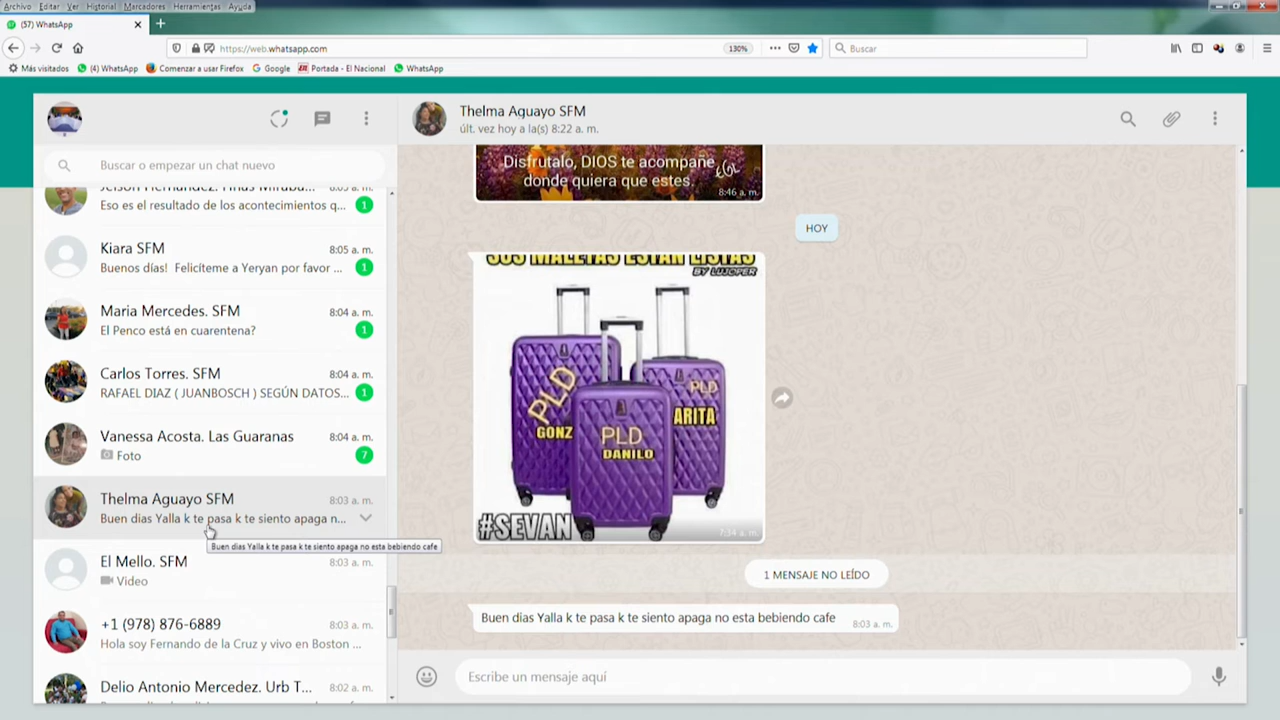 Archivo Editar Ver Historial Marcadores Herramientas Ayuda
(57) WhatsApp
https://web.whatsapp.com
130%
Buscar
Más visitados
(4) WhatsApp
Comenzar a usar Firefox
Google
Portada - El Nacional
WhatsApp
Buscar o empezar un chat nuevo
Eso es el resultado de los acontecimientos q...
1
Kiara SFM
8:05 a. m.
Buenos días! Felicíteme a Yeryan por favor ...
1
Maria Mercedes. SFM
8:04 a. m.
El Penco está en cuarentena?
1
Carlos Torres. SFM
8:04 a. m.
RAFAEL DIAZ ( JUANBOSCH ) SEGÚN DATOS...
1
Vanessa Acosta. Las Guaranas
8:04 a. m.
Foto
7
Thelma Aguayo SFM
8:03 a. m.
Buen dias Yalla k te pasa k te siento apaga n...
Buen dias Yalla k te pasa k te siento apaga no esta bebiendo cafe
El Mello. SFM
8:03 a. m.
Video
+1 (978) 876-6889
8:03 a. m.
Hola soy Fernando de la Cruz y vivo en Boston ...
Delio Antonio Mercedez. Urb T...
8:02 a. m.
Thelma Aguayo SFM
últ. vez hoy a la(s) 8:22 a. m.
Disfrutalo, DIOS te acompañe
donde quiera que estes.
8:46 a. m.
HOY
SUS MALETAS ESTAN LISTAS
BY LUJOPER
PLD
GONZ
PLD
DANILO
PLD
ARITA
#SEVAN
7:34 a. m.
1 MENSAJE NO LEÍDO
Buen dias Yalla k te pasa k te siento apaga no esta bebiendo cafe
8:03 a. m.
Escribe un mensaje aquí